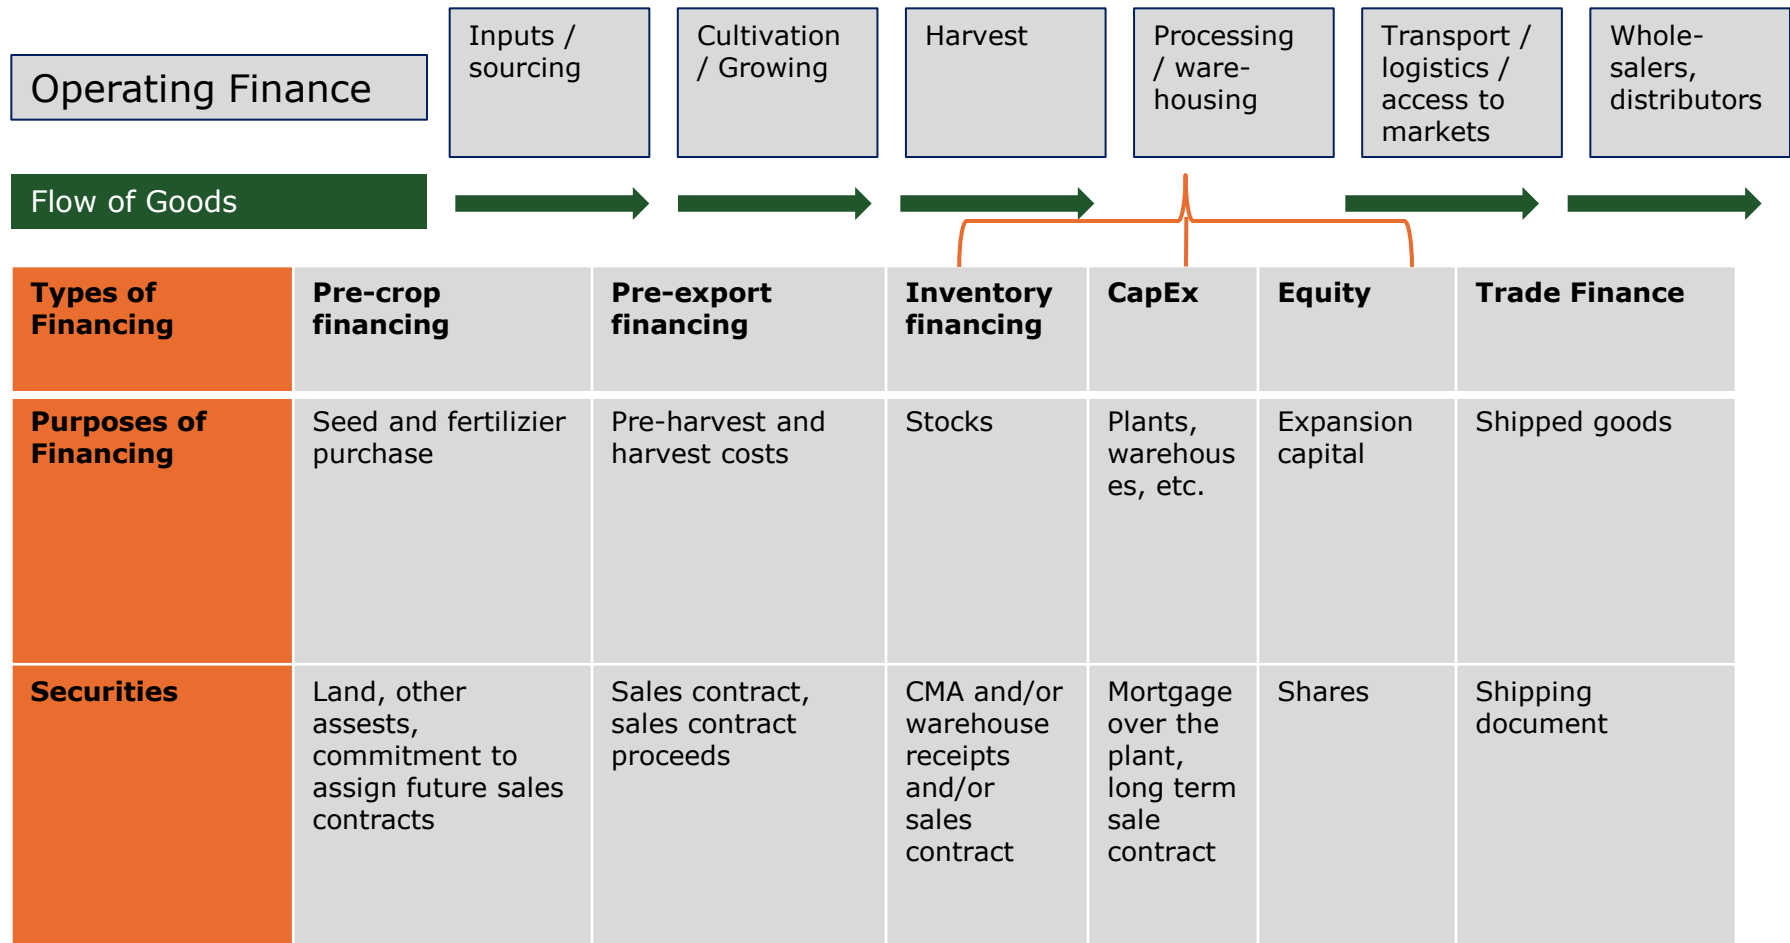 Operating Finance
Inputs /
sourcing
Cultivation
/ Growing
Harvest
Processing
/ ware-
housing
Transport /
logistics /
access to
markets
Whole-
salers,
distributors
Flow of Goods
Types of
Financing
Pre-crop
financing
Pre-export
financing
Inventory
financing
CapEx
Equity
Trade Finance
Purposes of
Financing
Seed and fertilizier
purchase
Pre-harvest and
harvest costs
Stocks
Plants,
warehous
es, etc.
Expansion
capital
Shipped goods
Securities
Land, other
assests,
commitment to
assign future sales
contracts
Sales contract,
sales contract
proceeds
CMA and/or
warehouse
receipts
and/or
sales
contract
Mortgage
over the
plant,
long term
sale
contract
Shares
Shipping
document